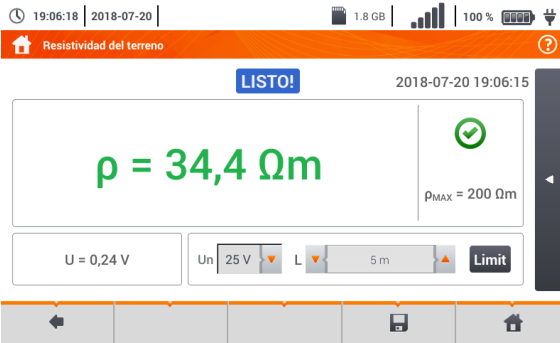 19:06:18 2018-07-20 1.8 GB 100 %
Resistividad del terreno ?
LISTO! 2018-07-20 19:06:15
ρ = 34,4 Ωm
ρMAX = 200 Ωm
U = 0,24 V Un 25 V L 5 m Limit